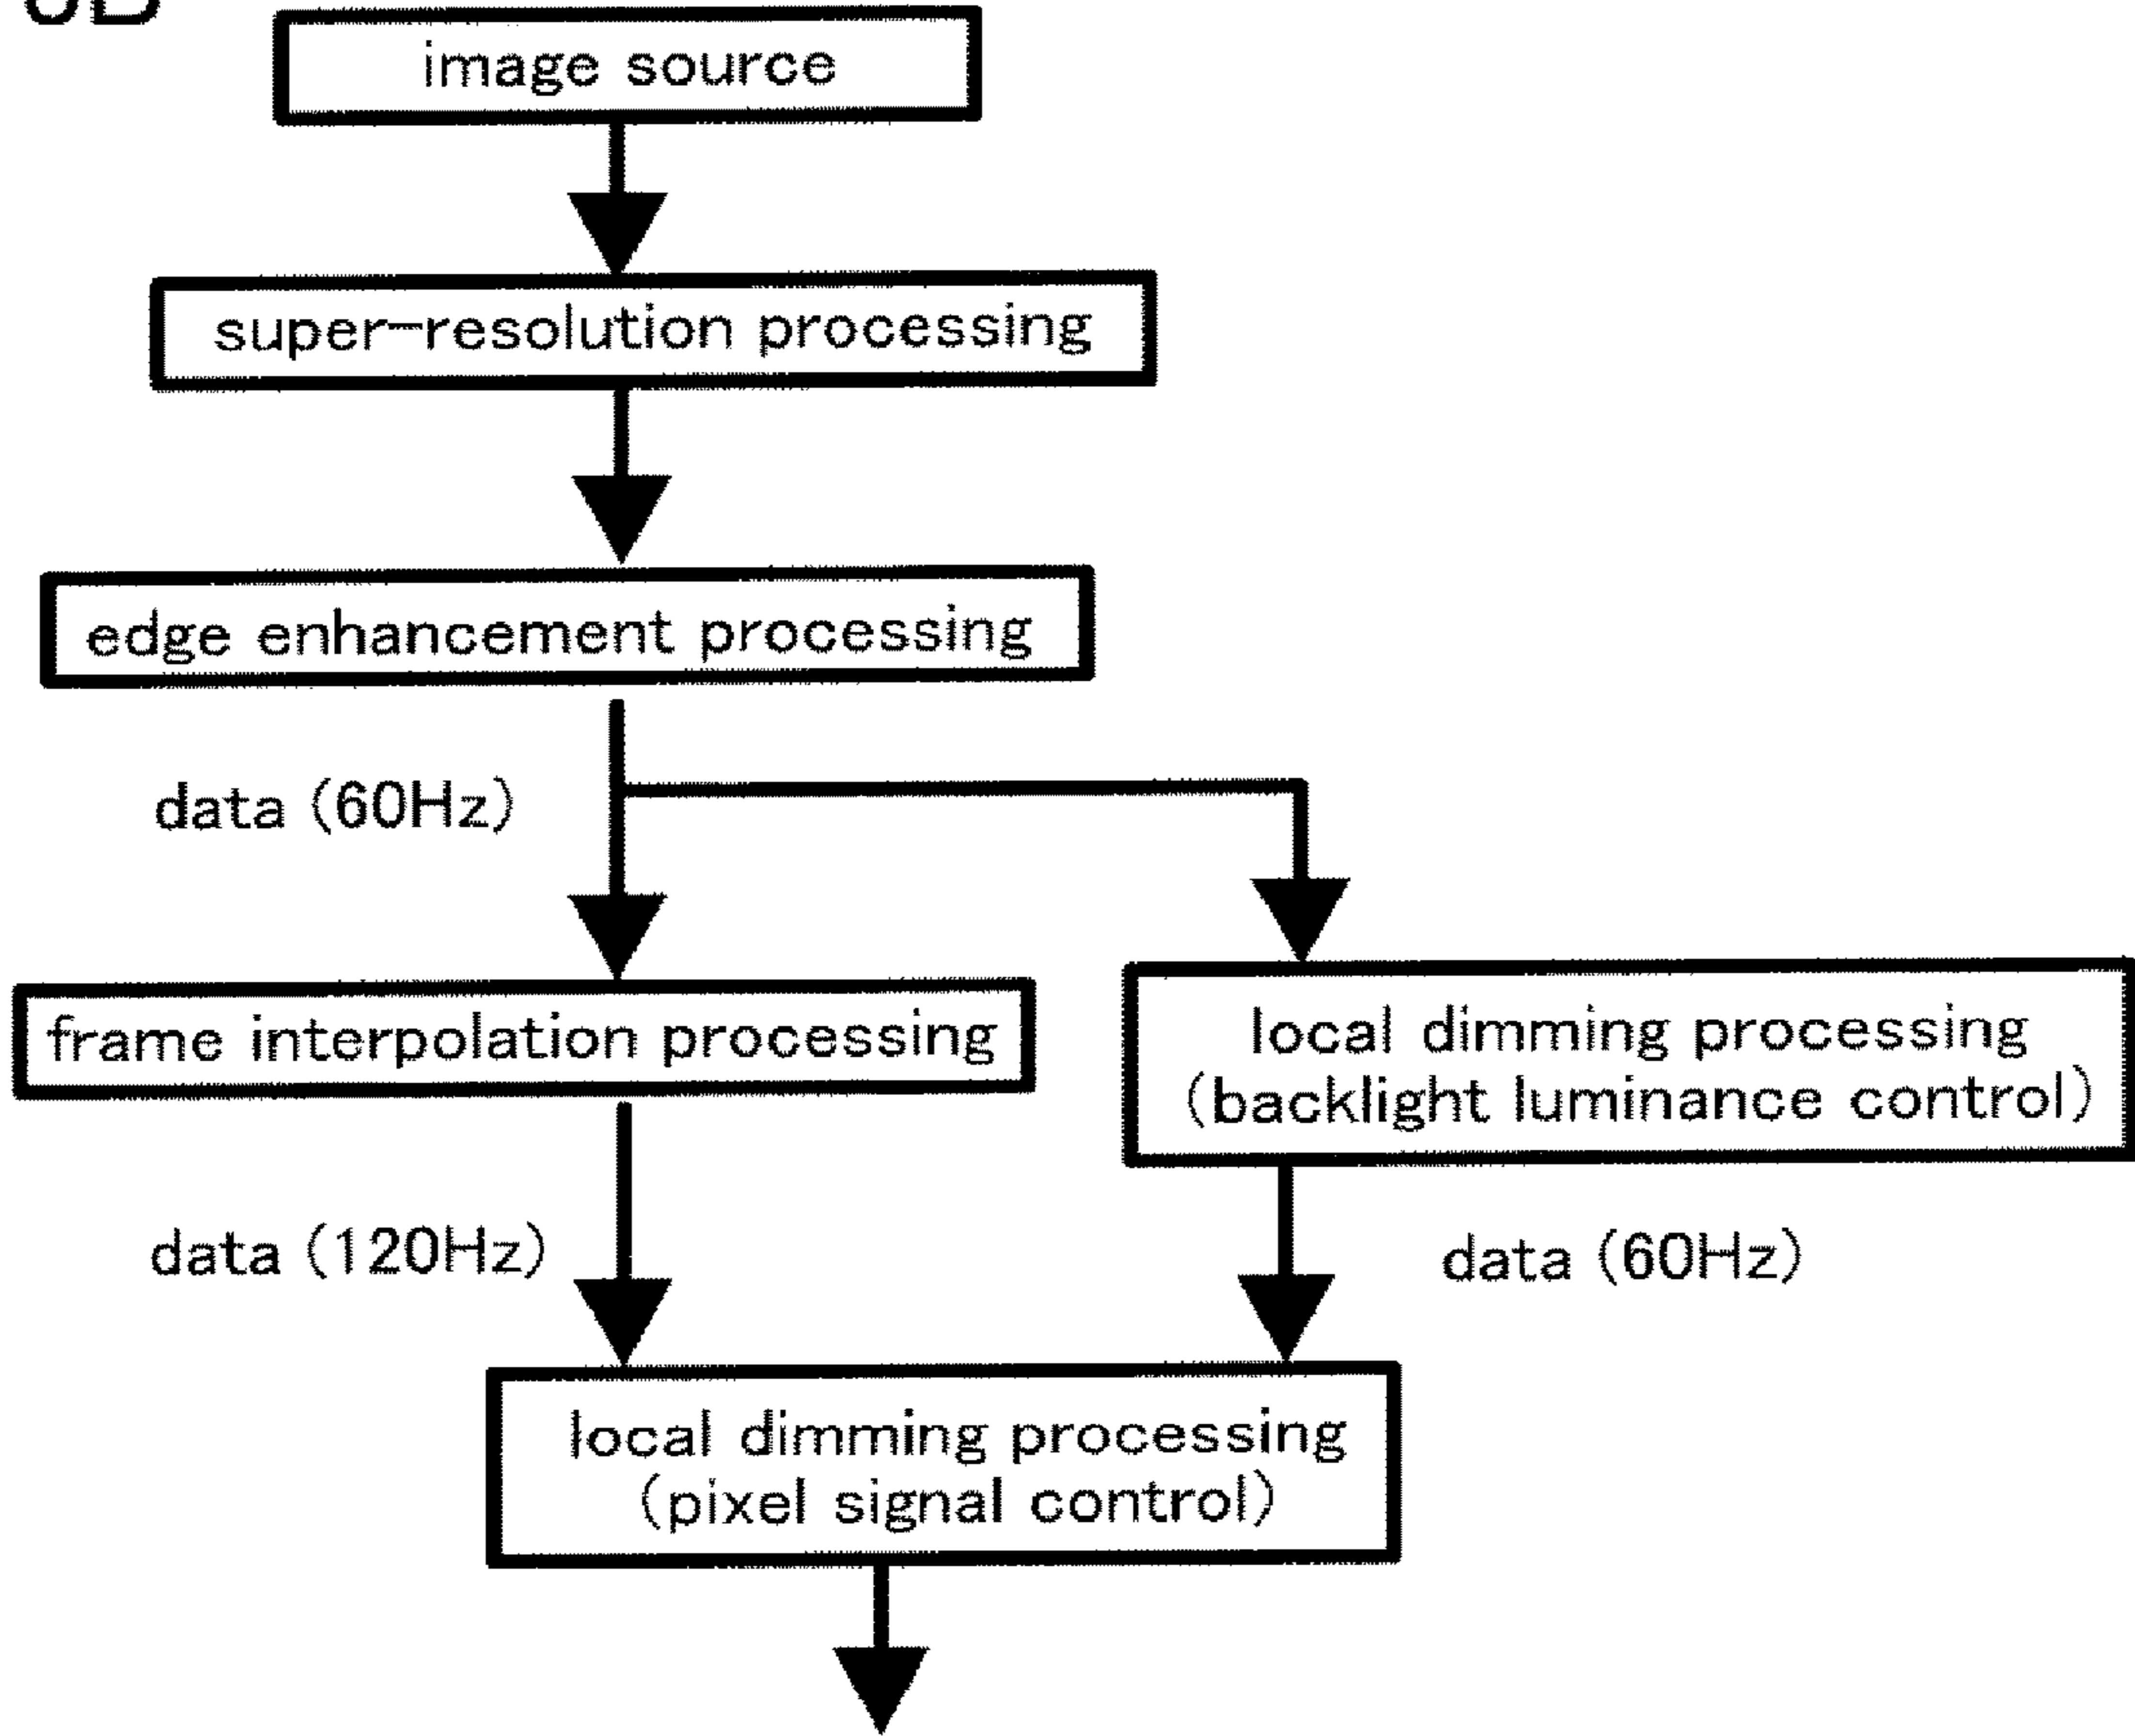 image source
super-resolution processing
edge enhancement processing
data (60Hz)
frame interpolation processing
local dimming processing
(backlight luminance control)
data (120Hz)
data (60Hz)
local dimming processing
(pixel signal control)